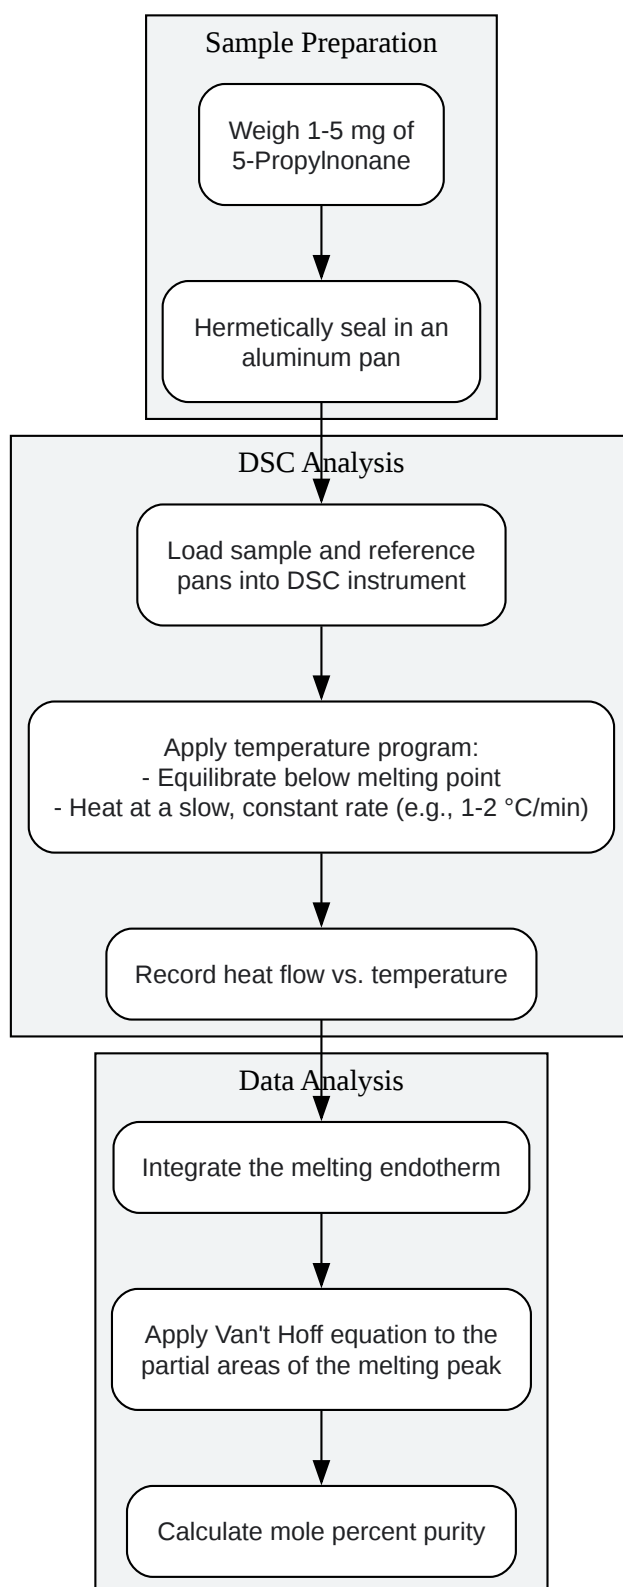 Sample Preparation
Weigh 1-5 mg of
5-Propylnonane
Hermetically seal in an
aluminum pan
DSC Analysis
Load sample and reference
pans into DSC instrument
Apply temperature program:
- Equilibrate below melting point
- Heat at a slow, constant rate (e.g., 1-2 °C/min)
Record heat flow vs. temperature
Data Analysis
Integrate the melting endotherm
Apply Van't Hoff equation to the
partial areas of the melting peak
Calculate mole percent purity